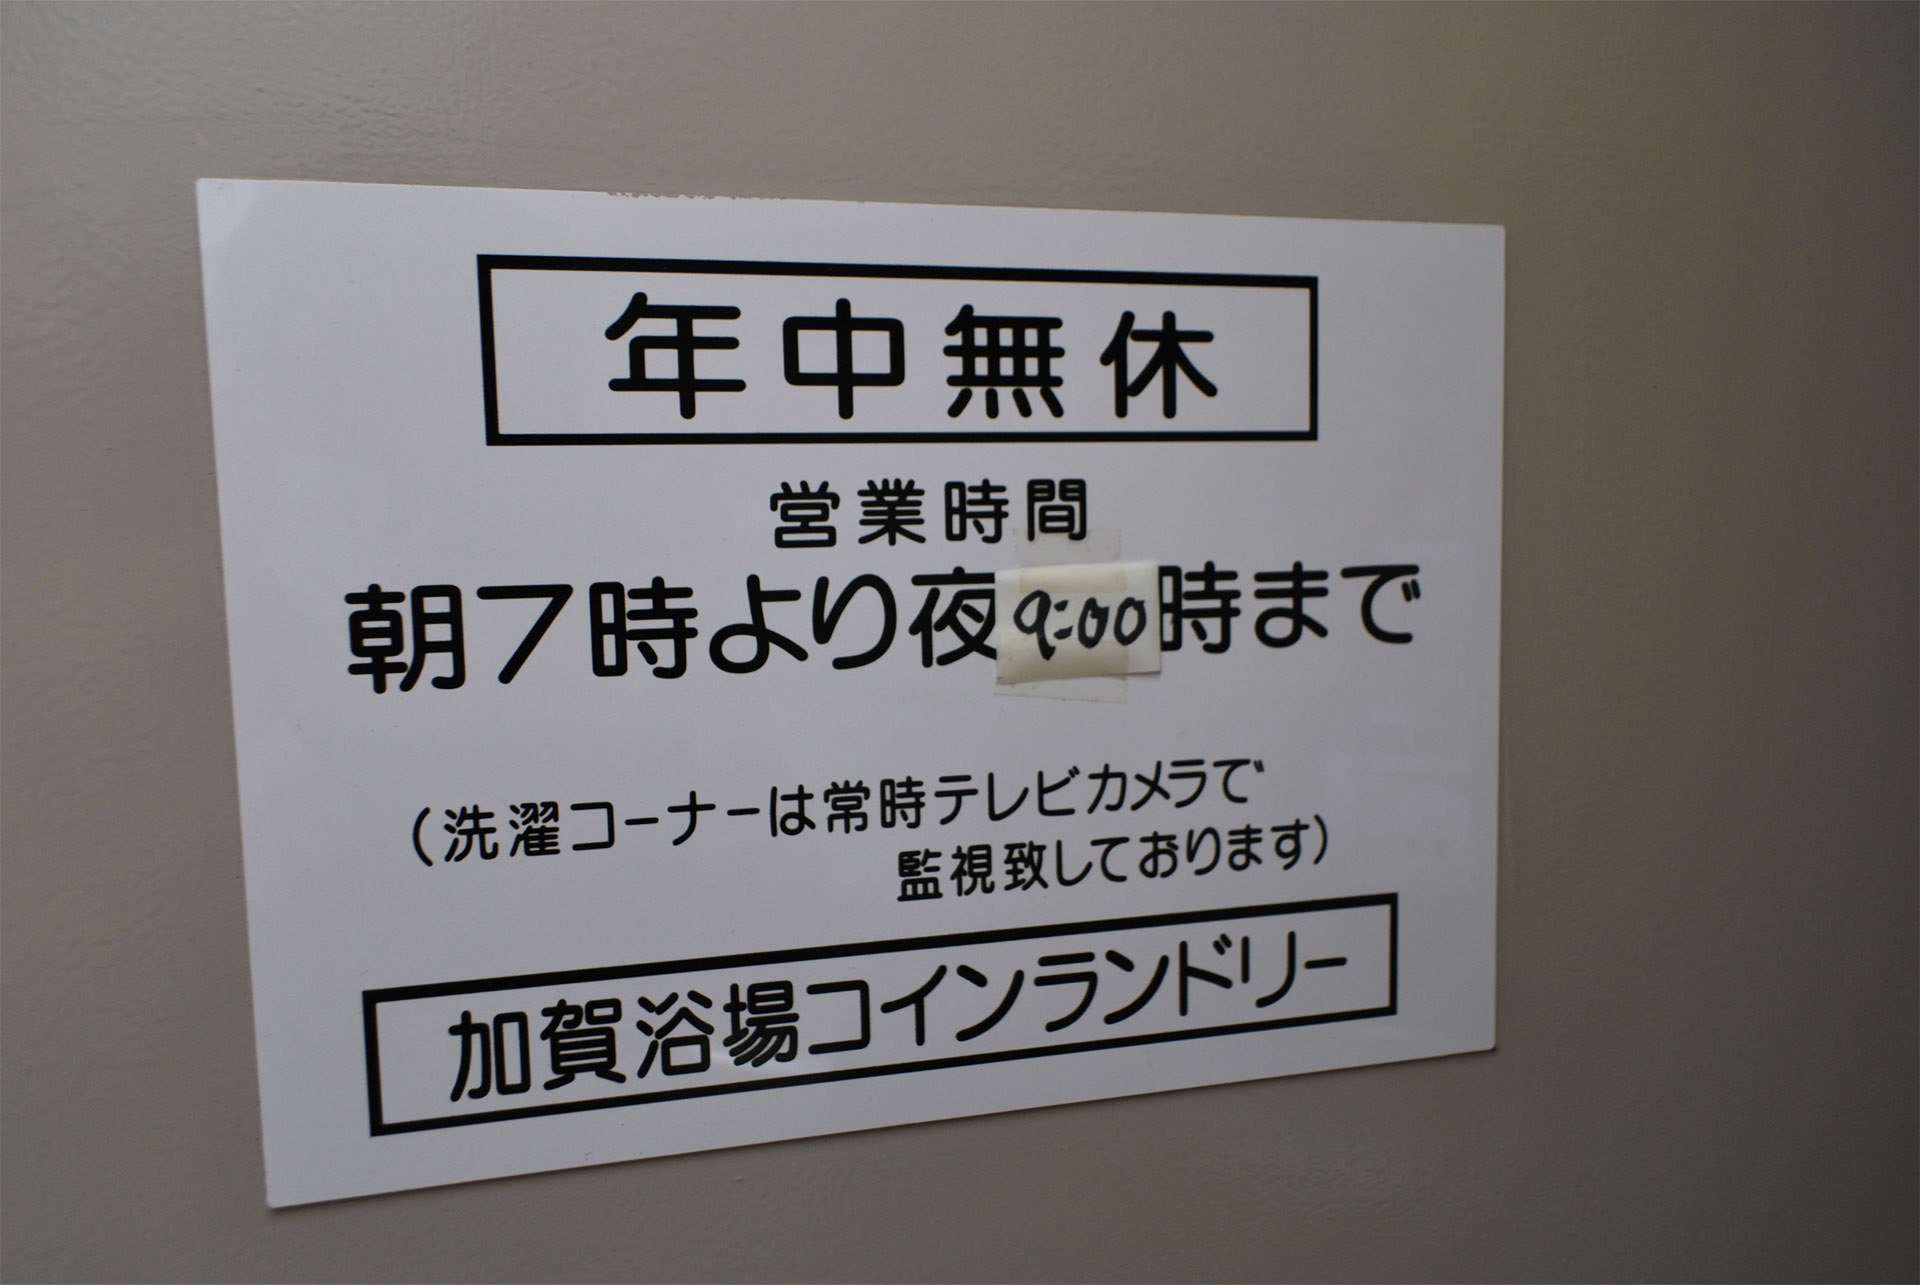 年中無休
営業時間
朝7時より夜9:00時まで
(洗濯コーナーは常時テレビカメラで
監視致しております)
加賀浴場コインランドリー